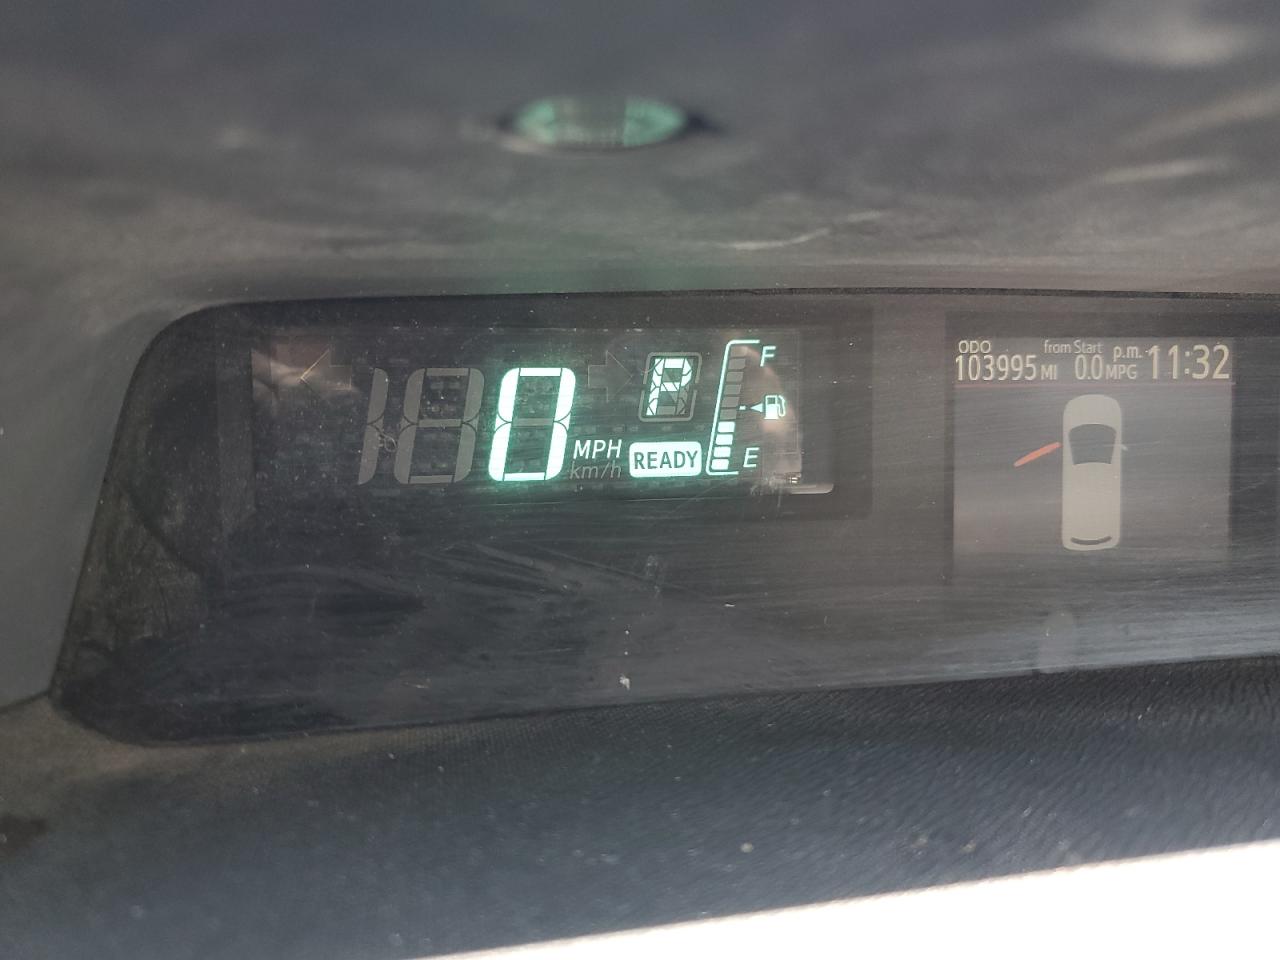 0 MPH
km/h
P
READY
F
E
ODO
103995 MI
from Start
0.0 MPG
p.m. 11:32